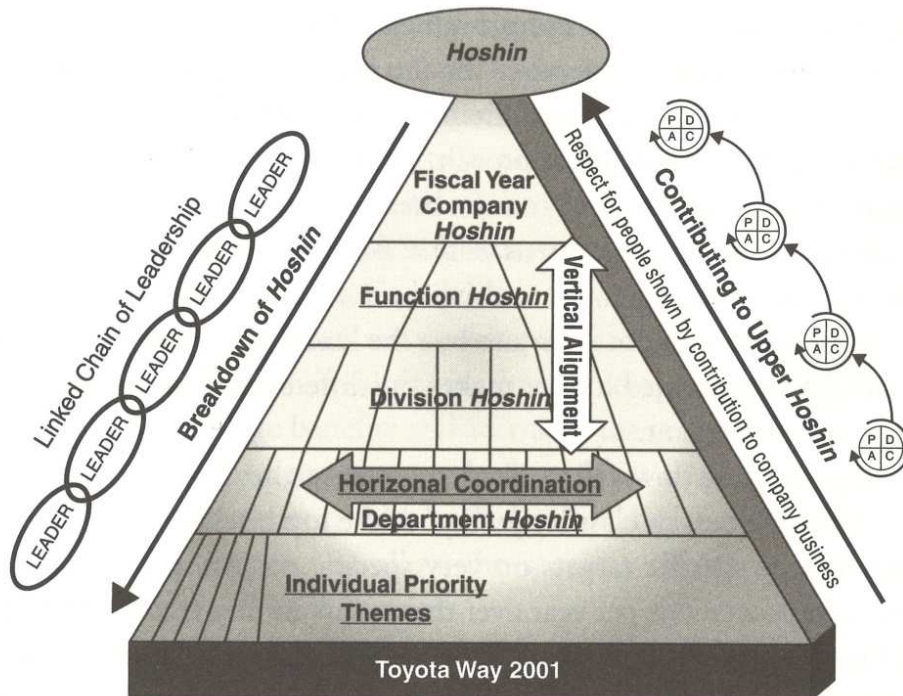 Hoshin
Linked Chain of Leadership
LEADER
LEADER
LEADER
LEADER
LEADER
Breakdown of Hoshin
Fiscal Year
Company
Hoshin
Function Hoshin
Division Hoshin
Vertical Alignment
Horizonal Coordination
Department Hoshin
Individual Priority
Themes
Toyota Way 2001
Respect for people shown by contribution to company business
Contributing to Upper Hoshin
P D
A C
P D
A C
P D
A C
P D
A C